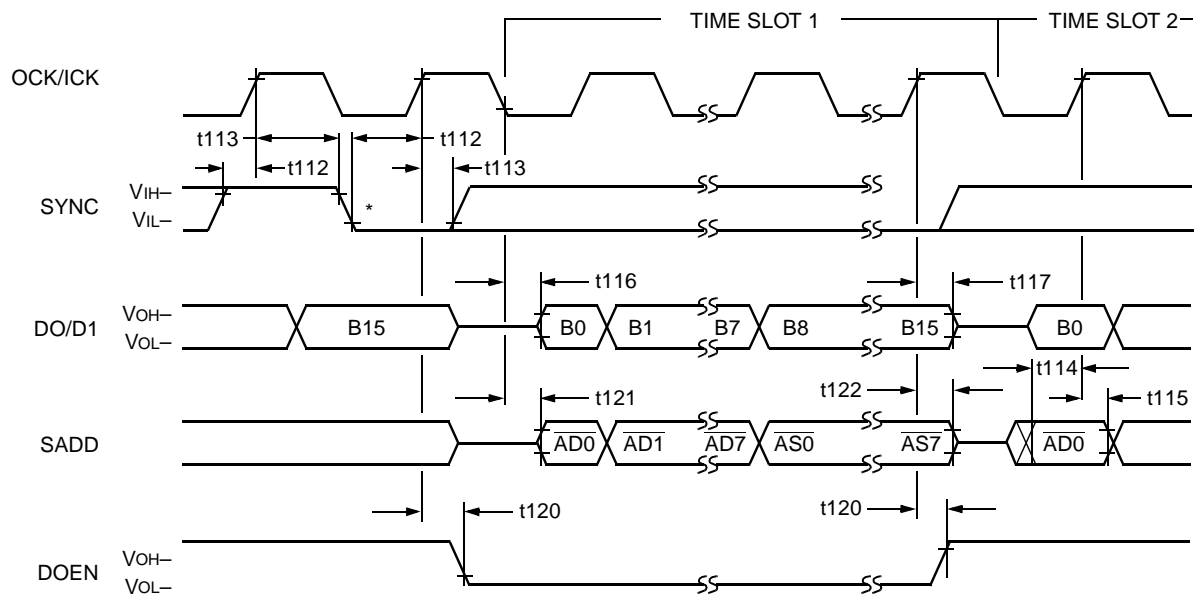 TIME SLOT 1
TIME SLOT 2
OCK/ICK
t113
t112
t112
t113
SYNC
VIH–
VIL–
*
t116
t117
DO/D1
VOH–
VOL–
B15
B0
B1
B7
B8
B15
B0
t114
t121
t122
t115
SADD
AD0
AD1
AD7
AS0
AS7
AD0
t120
t120
DOEN
VOH–
VOL–